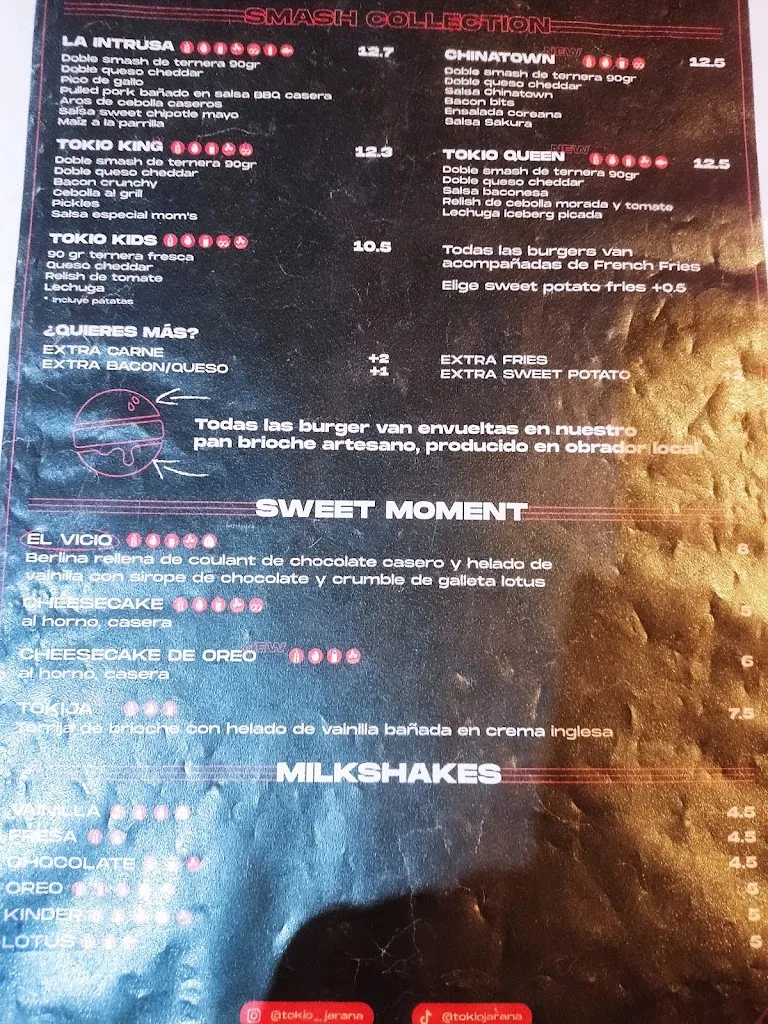 SMASH COLLECTION
LA INTRUSA 12.7
Doble smash de ternera 90gr
Doble queso cheddar
Pico de gallo
Pulled pork bañado en salsa BBQ casera
Aros de cebolla caseros
Salsa sweet chipotle mayo
Maíz a la parrilla
NEW
CHINATOWN 12.5
Doble smash de ternera 90gr
Doble queso cheddar
Salsa Chinatown
Bacon bits
Ensalada coreana
Salsa Sakura
TOKIO KING 12.3
Doble smash de ternera 90gr
Doble queso cheddar
Bacon crunchy
Cebolla al grill
Pickles
Salsa especial mom's
NEW
TOKIO QUEEN 12.5
Doble smash de ternera 90gr
Doble queso cheddar
Salsa baconesa
Relish de cebolla morada y tomate
Lechuga iceberg picada
TOKIO KIDS 10.5
90 gr ternera fresca
Queso cheddar
Relish de tomate
Lechuga
* Incluye patatas
Todas las burgers van
acompañadas de French Fries
Elige sweet potato fries +0.5
¿QUIERES MÁS?
EXTRA CARNE +2
EXTRA BACON/QUESO +1
EXTRA FRIES
EXTRA SWEET POTATO
Todas las burger van envueltas en nuestro
pan brioche artesano, producido en obrador local
SWEET MOMENT
EL VICIO 6
Berlina rellena de coulant de chocolate casero y helado de
vainilla con sirope de chocolate y crumble de galleta lotus
CHEESECAKE 5
al horno, casera
NEW
CHEESECAKE DE OREO 6
al horno, casera
TOKIJA 7.5
Torrija de brioche con helado de vainilla bañada en crema inglesa
MILKSHAKES
VAINILLA 4.5
FRESA 4.5
CHOCOLATE 4.5
OREO 5
KINDER 5
LOTUS 5
@tokio_jarana
@tokiojarana